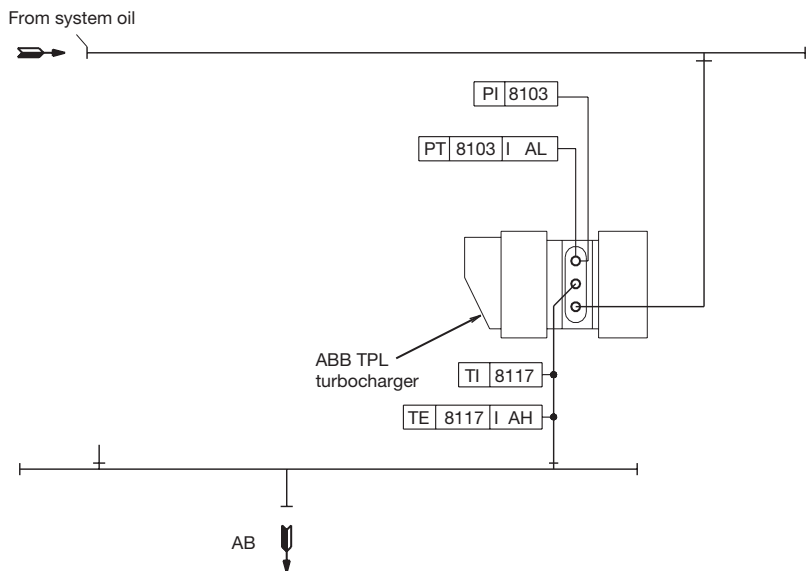 From system oil
PI 8103
PT 8103 I AL
ABB TPL
turbocharger
TI 8117
TE 8117 I AH
AB